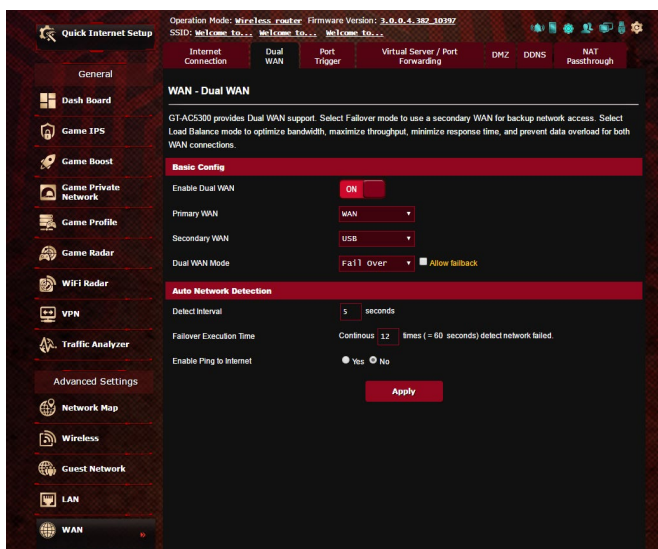 Quick Internet Setup
Operation Mode: Wireless router Firmware Version: 3.0.0.4.382_10397
SSID: Welcome to... Welcome to... Welcome to...
Internet Connection
Dual WAN
Port Trigger
Virtual Server / Port Forwarding
DMZ
DDNS
NAT Passthrough
General
Dash Board
Game IPS
Game Boost
Game Private Network
Game Profile
Game Radar
WiFi Radar
VPN
Traffic Analyzer
Advanced Settings
Network Map
Wireless
Guest Network
LAN
WAN
WAN - Dual WAN
GT-AC5300 provides Dual WAN support. Select Failover mode to use a secondary WAN for backup network access. Select
Load Balance mode to optimize bandwidth, maximize throughput, minimize response time, and prevent data overload for both
WAN connections.
Basic Config
Enable Dual WAN ON
Primary WAN WAN
Secondary WAN USB
Dual WAN Mode Fail Over Allow failback
Auto Network Detection
Detect Interval 5 seconds
Failover Execution Time Continous 12 times ( = 60 seconds) detect network failed.
Enable Ping to Internet Yes No
Apply